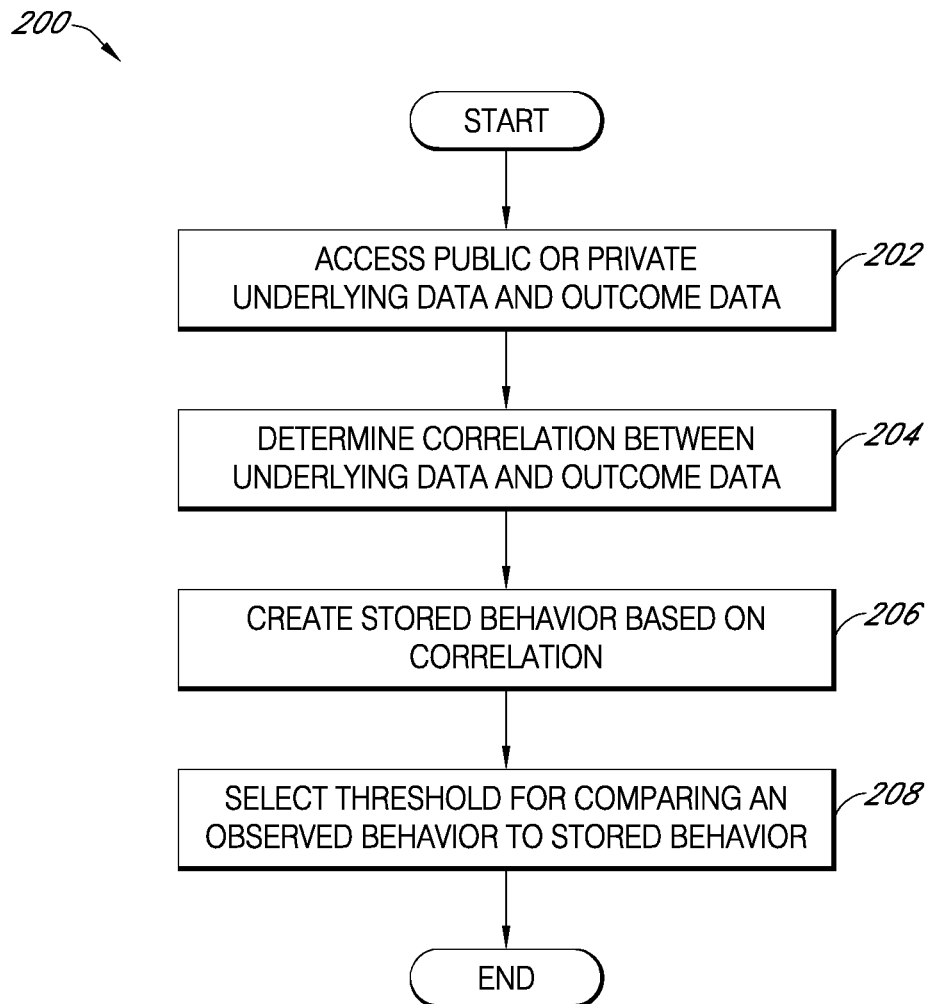 200
START
ACCESS PUBLIC OR PRIVATE
UNDERLYING DATA AND OUTCOME DATA
202
DETERMINE CORRELATION BETWEEN
UNDERLYING DATA AND OUTCOME DATA
204
CREATE STORED BEHAVIOR BASED ON
CORRELATION
206
SELECT THRESHOLD FOR COMPARING AN
OBSERVED BEHAVIOR TO STORED BEHAVIOR
208
END